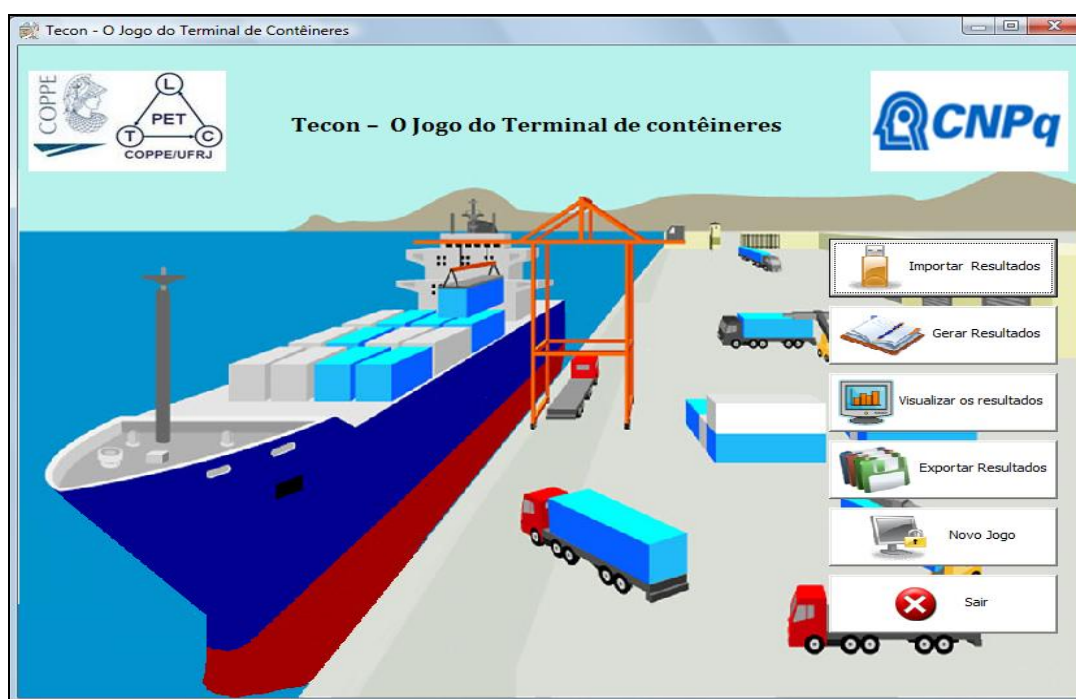 Tecon - O Jogo do Terminal de Contêineres
COPPE
L
PET
T
C
COPPE/UFRJ
Tecon – O Jogo do Terminal de contêineres
CNPq
Importar Resultados
Gerar Resultados
Visualizar os resultados
Exportar Resultados
Novo Jogo
Sair